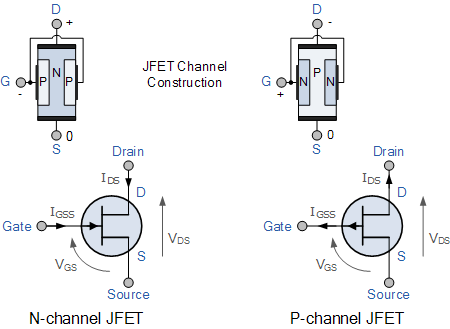 D
+
P N P
G
-
0
S
JFET Channel
Construction
D
-
P
N N
G
+
0
S
Drain
IDS
D
IGSS
Gate
VDS
VGS
S
Source
N-channel JFET
Drain
IDS
D
IGSS
Gate
VDS
VGS
S
Source
P-channel JFET